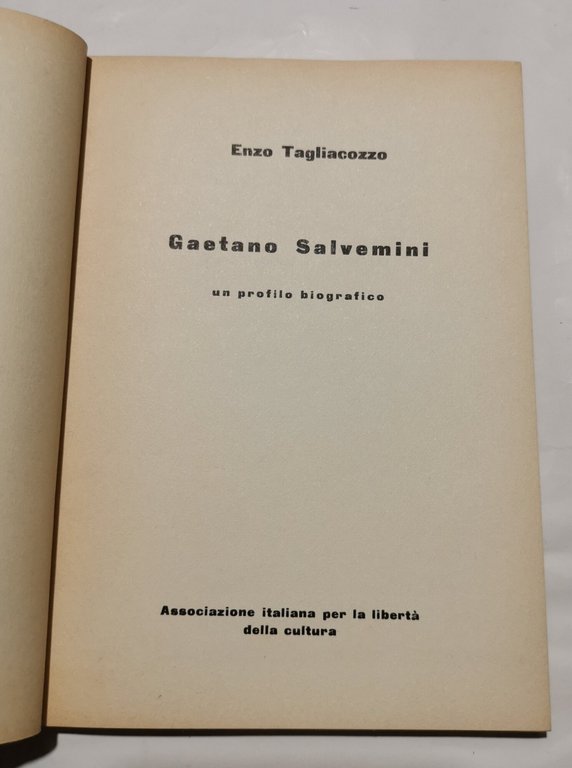 Enzo Tagliacozzo
Gaetano Salvemini
un profilo biografico
Associazione italiana per la libertà
della cultura